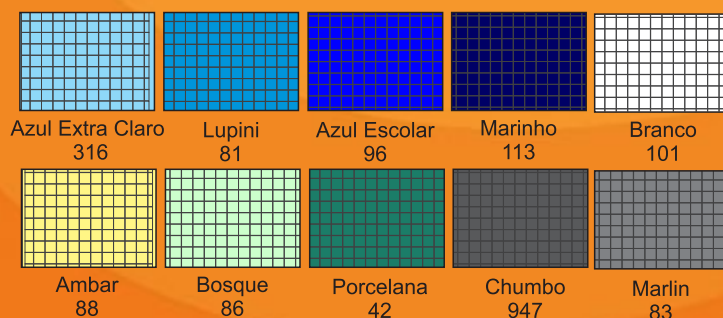 Azul Extra Claro
316
Lupini
81
Azul Escolar
96
Marinho
113
Branco
101
Ambar
88
Bosque
86
Porcelana
42
Chumbo
947
Marlin
83